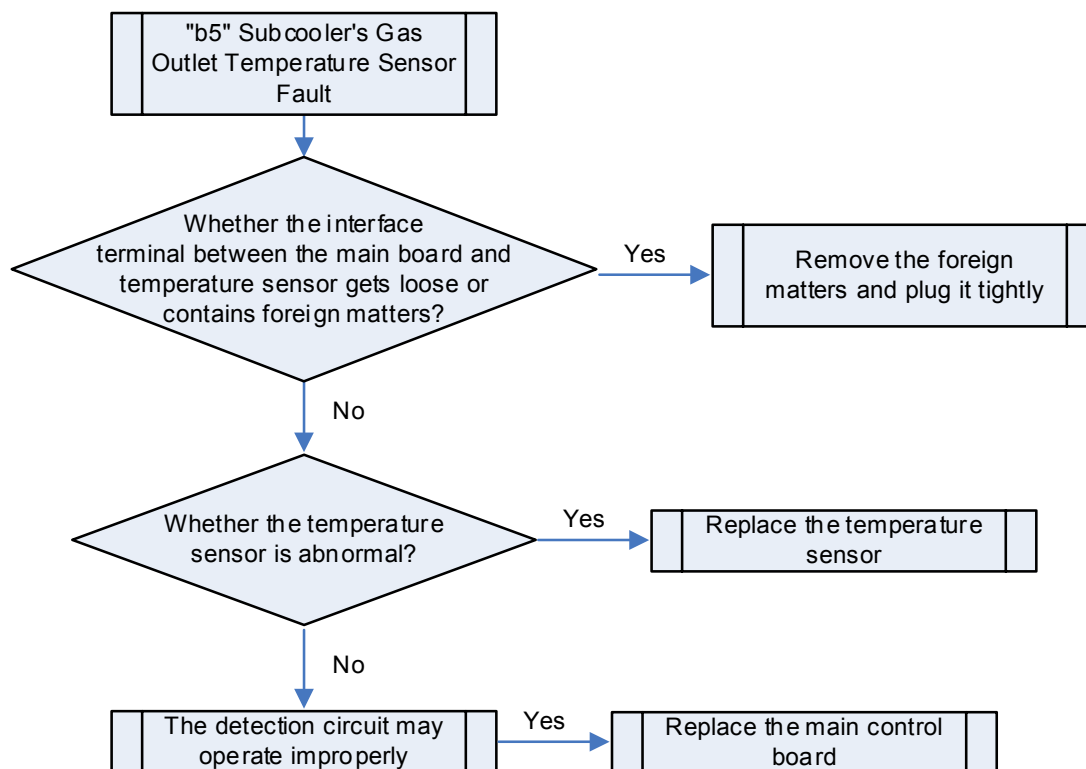 "b5" Subcooler's Gas
Outlet Temperature Sensor
Fault
Whether the interface
terminal between the main board and
temperature sensor gets loose or
contains foreign matters?
Yes
Remove the foreign
matters and plug it tightly
No
Whether the temperature
sensor is abnormal?
Yes
Replace the temperature
sensor
No
The detection circuit may
operate improperly
Yes
Replace the main control
board